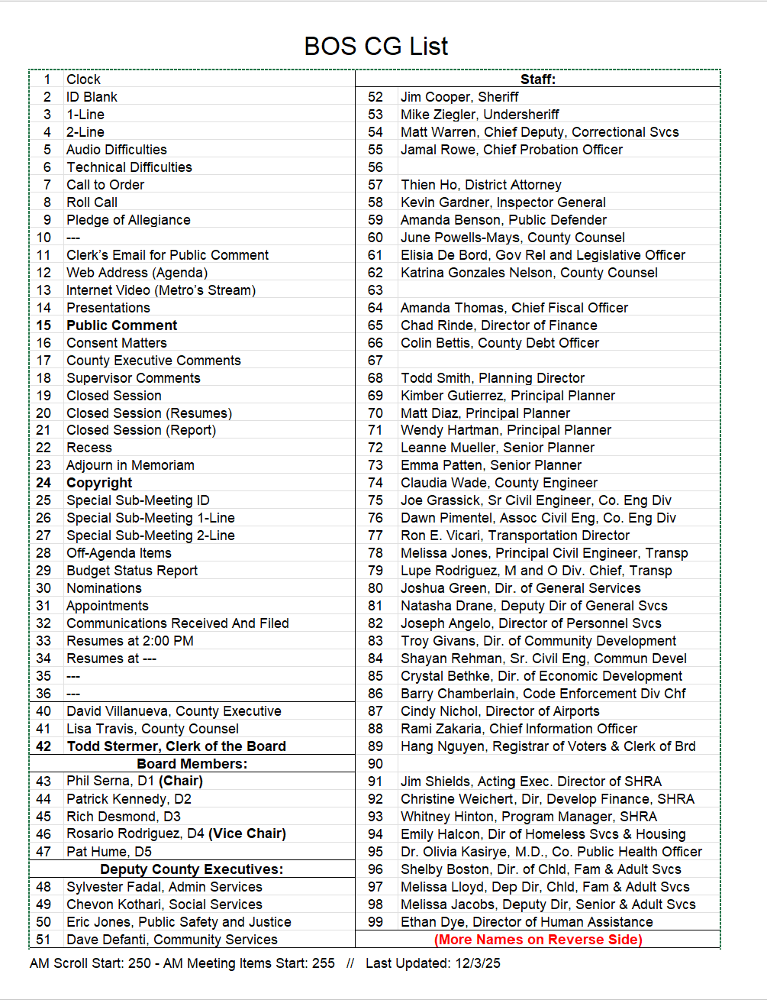 BOS CG List
1 Clock
2 ID Blank
3 1-Line
4 2-Line
5 Audio Difficulties
6 Technical Difficulties
7 Call to Order
8 Roll Call
9 Pledge of Allegiance
10 ---
11 Clerk’s Email for Public Comment
12 Web Address (Agenda)
13 Internet Video (Metro’s Stream)
14 Presentations
15 Public Comment
16 Consent Matters
17 County Executive Comments
18 Supervisor Comments
19 Closed Session
20 Closed Session (Resumes)
21 Closed Session (Report)
22 Recess
23 Adjourn in Memoriam
24 Copyright
25 Special Sub-Meeting ID
26 Special Sub-Meeting 1-Line
27 Special Sub-Meeting 2-Line
28 Off-Agenda Items
29 Budget Status Report
30 Nominations
31 Appointments
32 Communications Received And Filed
33 Resumes at 2:00 PM
34 Resumes at ---
35 ---
36 ---
40 David Villanueva, County Executive
41 Lisa Travis, County Counsel
42 Todd Stermer, Clerk of the Board
Board Members:
43 Phil Serna, D1 (Chair)
44 Patrick Kennedy, D2
45 Rich Desmond, D3
46 Rosario Rodriguez, D4 (Vice Chair)
47 Pat Hume, D5
Deputy County Executives:
48 Sylvester Fadal, Admin Services
49 Chevon Kothari, Social Services
50 Eric Jones, Public Safety and Justice
51 Dave Defanti, Community Services
Staff:
52 Jim Cooper, Sheriff
53 Mike Ziegler, Undersheriff
54 Matt Warren, Chief Deputy, Correctional Svcs
55 Jamal Rowe, Chief Probation Officer
56
57 Thien Ho, District Attorney
58 Kevin Gardner, Inspector General
59 Amanda Benson, Public Defender
60 June Powells-Mays, County Counsel
61 Elisia De Bord, Gov Rel and Legislative Officer
62 Katrina Gonzales Nelson, County Counsel
63
64 Amanda Thomas, Chief Fiscal Officer
65 Chad Rinde, Director of Finance
66 Colin Bettis, County Debt Officer
67
68 Todd Smith, Planning Director
69 Kimber Gutierrez, Principal Planner
70 Matt Diaz, Principal Planner
71 Wendy Hartman, Principal Planner
72 Leanne Mueller, Senior Planner
73 Emma Patten, Senior Planner
74 Claudia Wade, County Engineer
75 Joe Grassick, Sr Civil Engineer, Co. Eng Div
76 Dawn Pimentel, Assoc Civil Eng, Co. Eng Div
77 Ron E. Vicari, Transportation Director
78 Melissa Jones, Principal Civil Engineer, Transp
79 Lupe Rodriguez, M and O Div. Chief, Transp
80 Joshua Green, Dir. of General Services
81 Natasha Drane, Deputy Dir of General Svcs
82 Joseph Angelo, Director of Personnel Svcs
83 Troy Givans, Dir. of Community Development
84 Shayan Rehman, Sr. Civil Eng, Commun Devel
85 Crystal Bethke, Dir. of Economic Development
86 Barry Chamberlain, Code Enforcement Div Chf
87 Cindy Nichol, Director of Airports
88 Rami Zakaria, Chief Information Officer
89 Hang Nguyen, Registrar of Voters & Clerk of Brd
90
91 Jim Shields, Acting Exec. Director of SHRA
92 Christine Weichert, Dir, Develop Finance, SHRA
93 Whitney Hinton, Program Manager, SHRA
94 Emily Halcon, Dir of Homeless Svcs & Housing
95 Dr. Olivia Kasirye, M.D., Co. Public Health Officer
96 Shelby Boston, Dir. of Chld, Fam & Adult Svcs
97 Melissa Lloyd, Dep Dir, Chld, Fam & Adult Svcs
98 Melissa Jacobs, Deputy Dir, Senior & Adult Svcs
99 Ethan Dye, Director of Human Assistance
(More Names on Reverse Side)
AM Scroll Start: 250 - AM Meeting Items Start: 255 // Last Updated: 12/3/25